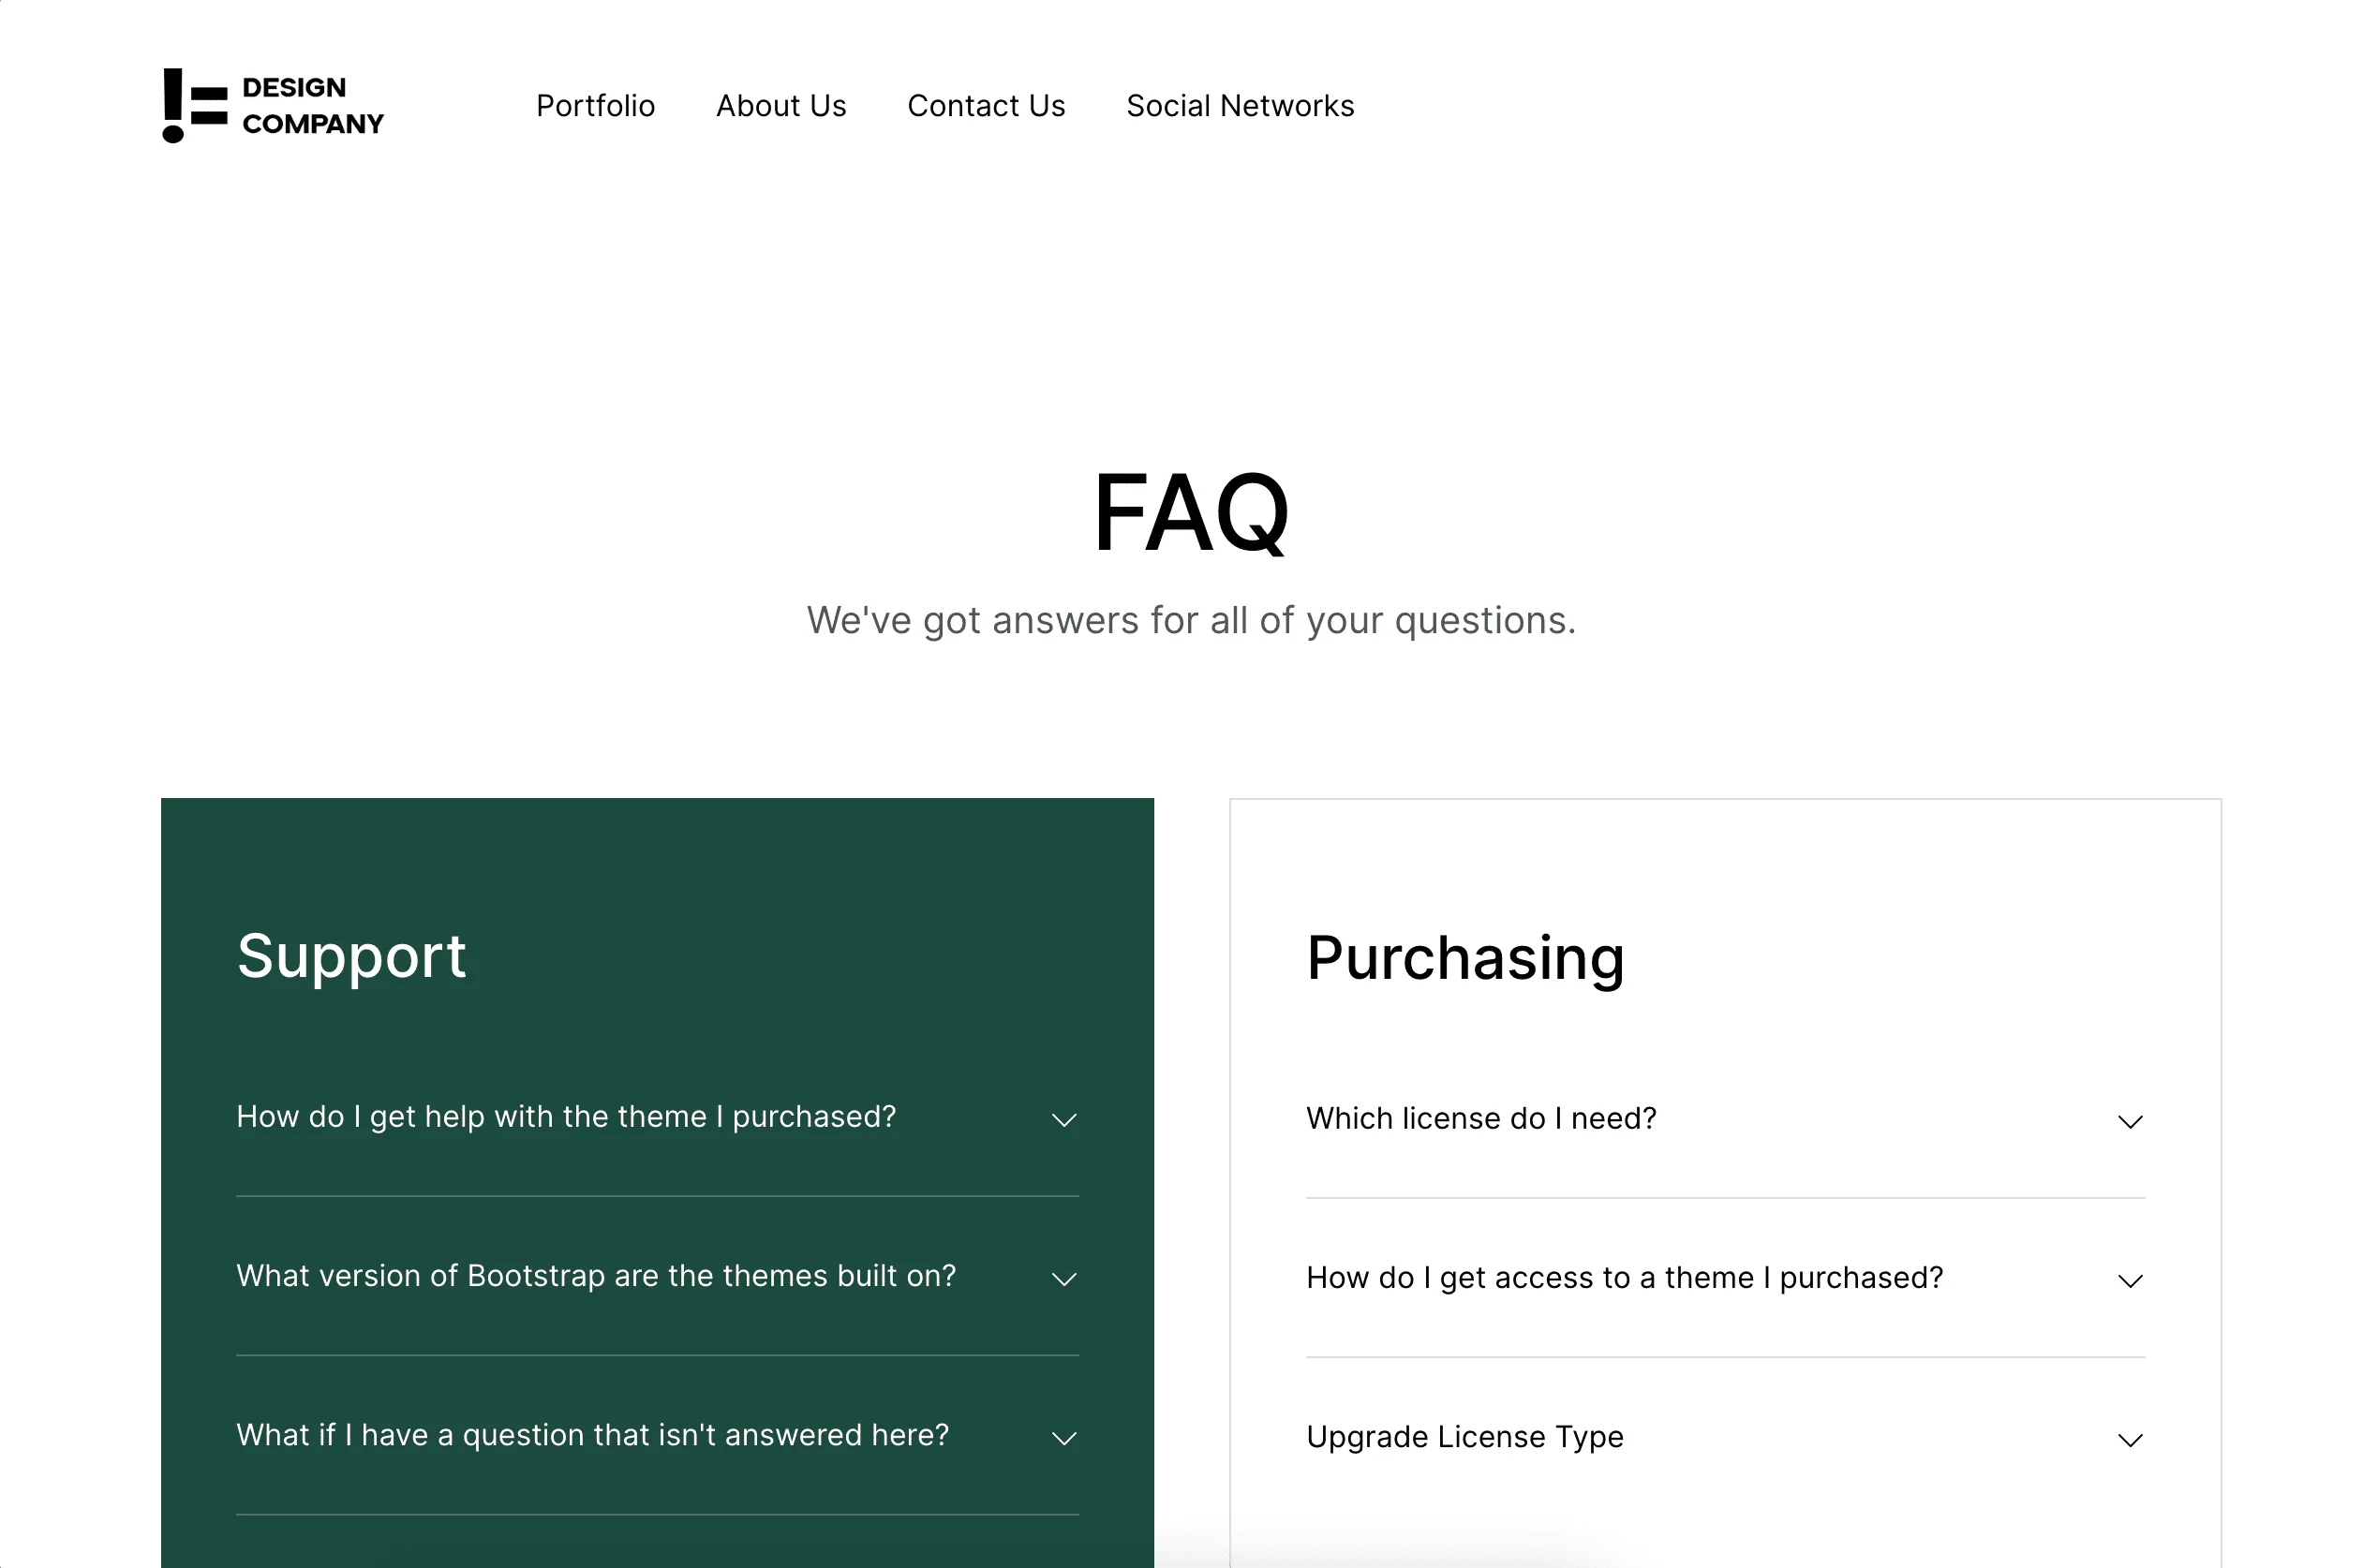 DESIGN
COMPANY
Portfolio About Us Contact Us Social Networks
FAQ
We've got answers for all of your questions.
Support
How do I get help with the theme I purchased?
What version of Bootstrap are the themes built on?
What if I have a question that isn't answered here?
Purchasing
Which license do I need?
How do I get access to a theme I purchased?
Upgrade License Type